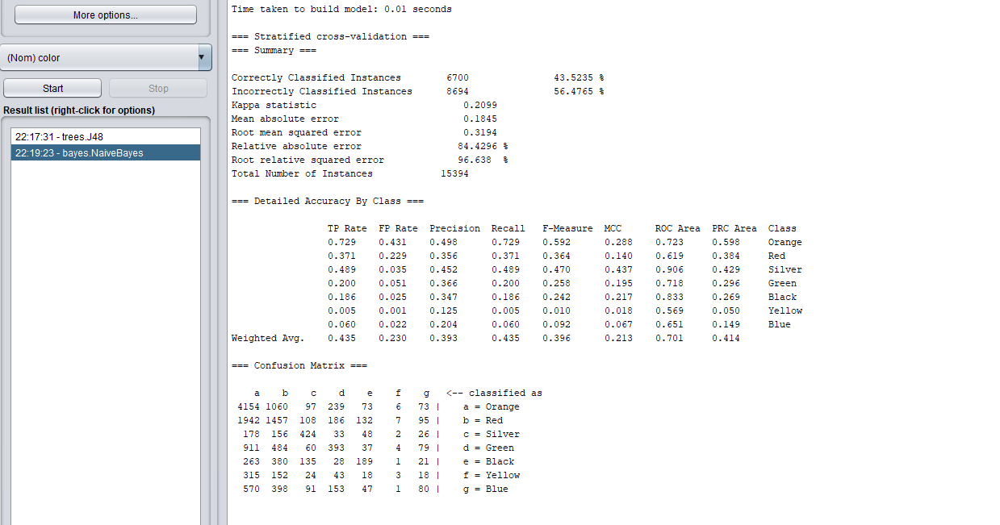 More options...
(Nom) color
Start Stop
Result list (right-click for options)
22:17:31 - trees.J48
22:19:23 - bayes.NaiveBayes
Time taken to build model: 0.01 seconds
=== Stratified cross-validation ===
=== Summary ===
Correctly Classified Instances 6700 43.5235 %
Incorrectly Classified Instances 8694 56.4765 %
Kappa statistic 0.2099
Mean absolute error 0.1845
Root mean squared error 0.3194
Relative absolute error 84.4296 %
Root relative squared error 96.638 %
Total Number of Instances 15394
=== Detailed Accuracy By Class ===
TP Rate FP Rate Precision Recall F-Measure MCC ROC Area PRC Area Class
0.729 0.431 0.498 0.729 0.592 0.288 0.723 0.598 Orange
0.371 0.229 0.356 0.371 0.364 0.140 0.619 0.384 Red
0.489 0.035 0.452 0.489 0.470 0.437 0.906 0.429 Silver
0.200 0.051 0.366 0.200 0.258 0.195 0.718 0.296 Green
0.186 0.025 0.347 0.186 0.242 0.217 0.833 0.269 Black
0.005 0.001 0.125 0.005 0.010 0.018 0.569 0.050 Yellow
0.060 0.022 0.204 0.060 0.092 0.067 0.651 0.149 Blue
Weighted Avg. 0.435 0.230 0.393 0.435 0.396 0.213 0.701 0.414
=== Confusion Matrix ===
a b c d e f g <-- classified as
4154 1060 97 239 73 6 73 | a = Orange
1942 1457 108 186 132 7 95 | b = Red
178 156 424 33 48 2 26 | c = Silver
911 484 60 393 37 4 79 | d = Green
263 380 135 28 189 1 21 | e = Black
315 152 24 43 18 3 18 | f = Yellow
570 398 91 153 47 1 80 | g = Blue